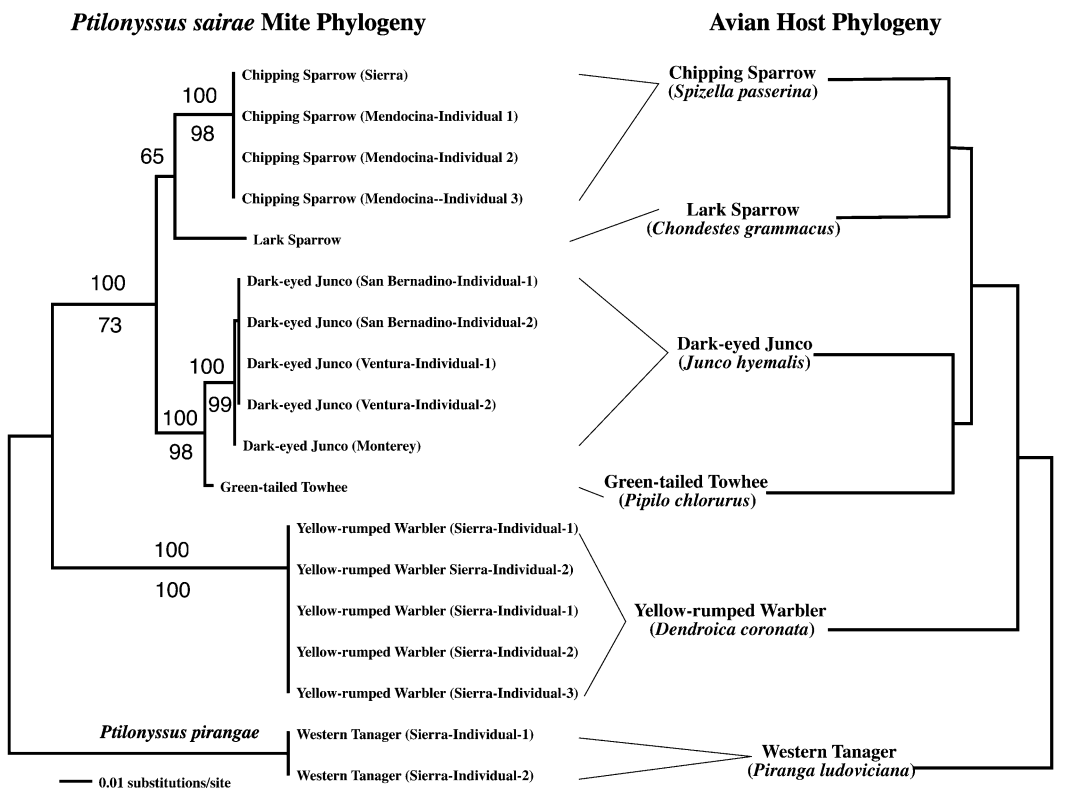 Ptilonyssus sairae Mite Phylogeny
Avian Host Phylogeny
Chipping Sparrow (Sierra)
100
Chipping Sparrow (Mendocina-Individual 1)
98
65
Chipping Sparrow (Mendocina-Individual 2)
Chipping Sparrow (Mendocina--Individual 3)
Lark Sparrow
100
73
Dark-eyed Junco (San Bernadino-Individual-1)
Dark-eyed Junco (San Bernadino-Individual-2)
100
Dark-eyed Junco (Ventura-Individual-1)
99
Dark-eyed Junco (Ventura-Individual-2)
100
98
Dark-eyed Junco (Monterey)
Green-tailed Towhee
Yellow-rumped Warbler (Sierra-Individual-1)
100
100
Yellow-rumped Warbler Sierra-Individual-2)
Yellow-rumped Warbler (Sierra-Individual-1)
Yellow-rumped Warbler (Sierra-Individual-2)
Yellow-rumped Warbler (Sierra-Individual-3)
Ptilonyssus pirangae
Western Tanager (Sierra-Individual-1)
Western Tanager (Sierra-Individual-2)
0.01 substitutions/site
Chipping Sparrow
(Spizella passerina)
Lark Sparrow
(Chondestes grammacus)
Dark-eyed Junco
(Junco hyemalis)
Green-tailed Towhee
(Pipilo chlorurus)
Yellow-rumped Warbler
(Dendroica coronata)
Western Tanager
(Piranga ludoviciana)